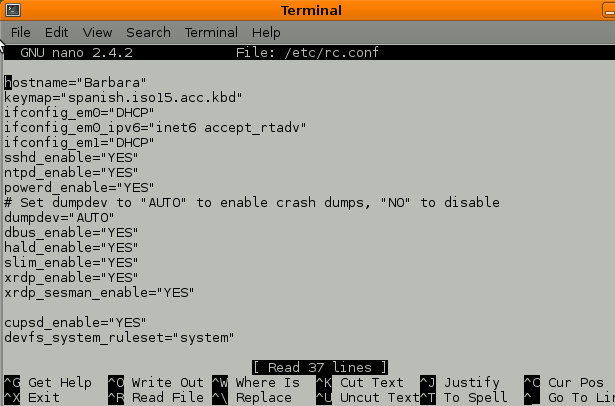 Terminal
File Edit View Search Terminal Help
GNU nano 2.4.2 File: /etc/rc.conf
hostname="Barbara"
keymap="spanish.iso15.acc.kbd"
ifconfig_em0="DHCP"
ifconfig_em0_ipv6="inet6 accept_rtadv"
ifconfig_em1="DHCP"
sshd_enable="YES"
ntpd_enable="YES"
powerd_enable="YES"
# Set dumpdev to "AUTO" to enable crash dumps, "NO" to disable
dumpdev="AUTO"
dbus_enable="YES"
hald_enable="YES"
slim_enable="YES"
xrdp_enable="YES"
xrdp_sesman_enable="YES"
cupsd_enable="YES"
devfs_system_ruleset="system"
[ Read 37 lines ]
^G Get Help ^O Write Out ^W Where Is ^K Cut Text ^J Justify ^C Cur Pos
^X Exit ^R Read File ^\ Replace ^U Uncut Text ^T To Spell ^_ Go To Li